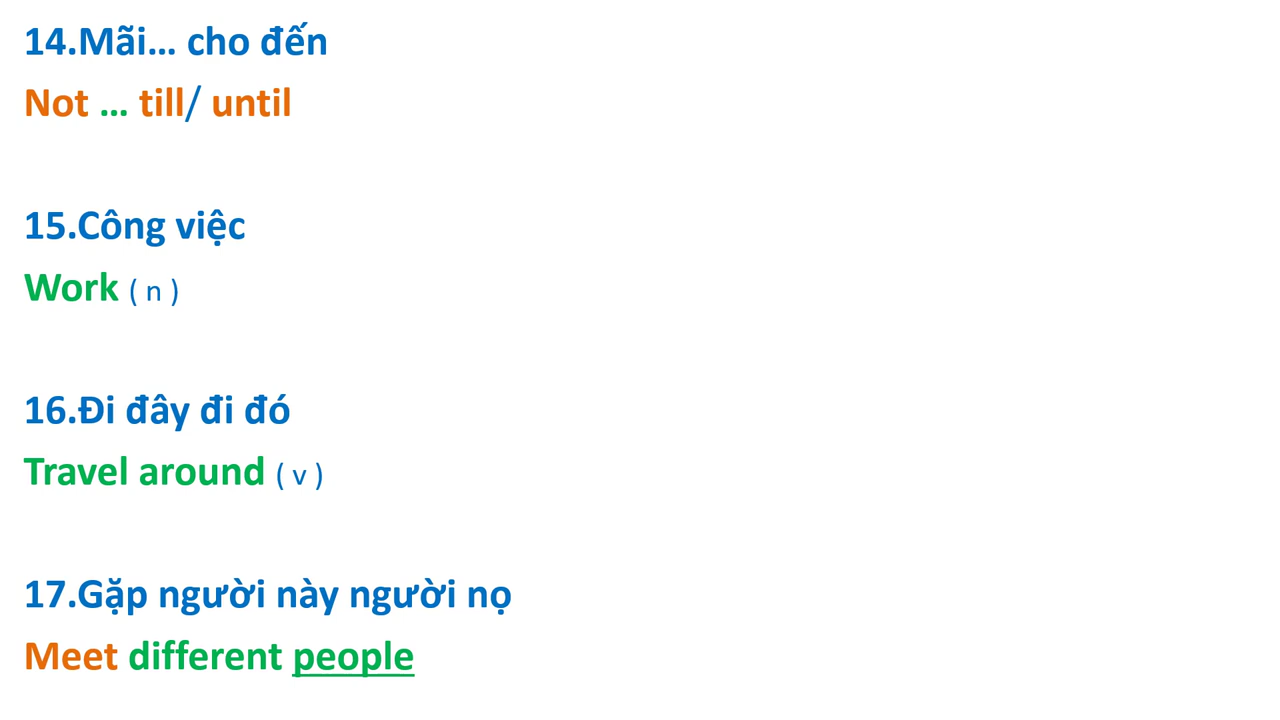 14.Mãi... cho đến
Not ... till/ until
15.Công việc
Work ( n )
16.Đi đây đi đó
Travel around ( v )
17.Gặp người này người nọ
Meet different people